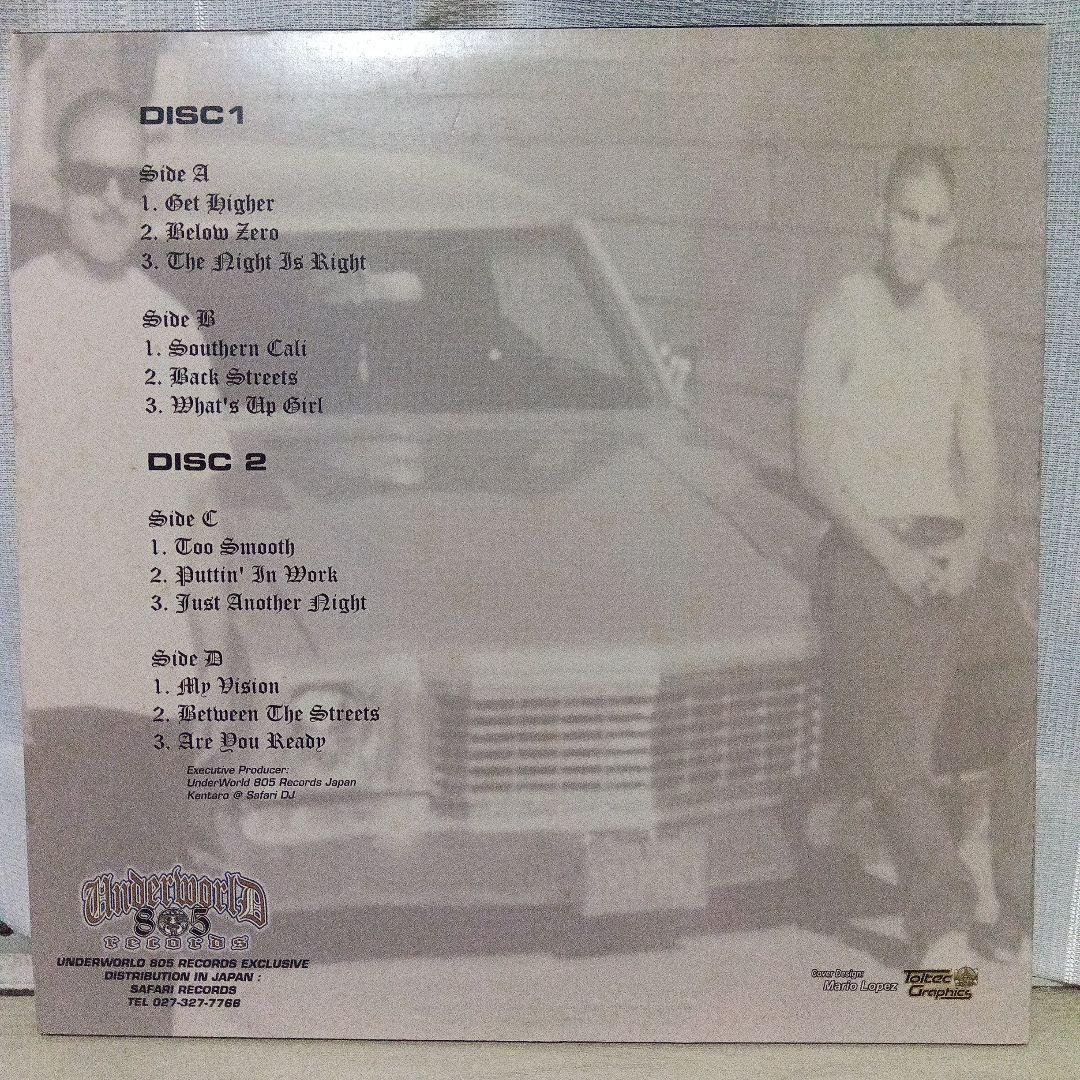 DISC 1
Side A
1. Get Higher
2. Below Zero
3. The Night Is Right
Side B
1. Southern Cali
2. Back Streets
3. What's Up Girl
DISC 2
Side C
1. Too Smooth
2. Puttin' In Work
3. Just Another Night
Side D
1. My Vision
2. Between The Streets
3. Are You Ready
Executive Producer:
UnderWorld 805 Records Japan
Kentaro @ Safari DJ
UnderworlD
805
records
UNDERWORLD 805 RECORDS EXCLUSIVE
DISTRIBUTION IN JAPAN :
SAFARI RECORDS
TEL 027-327-7766
Cover Design:
Mario Lopez
Toltec
Graphics